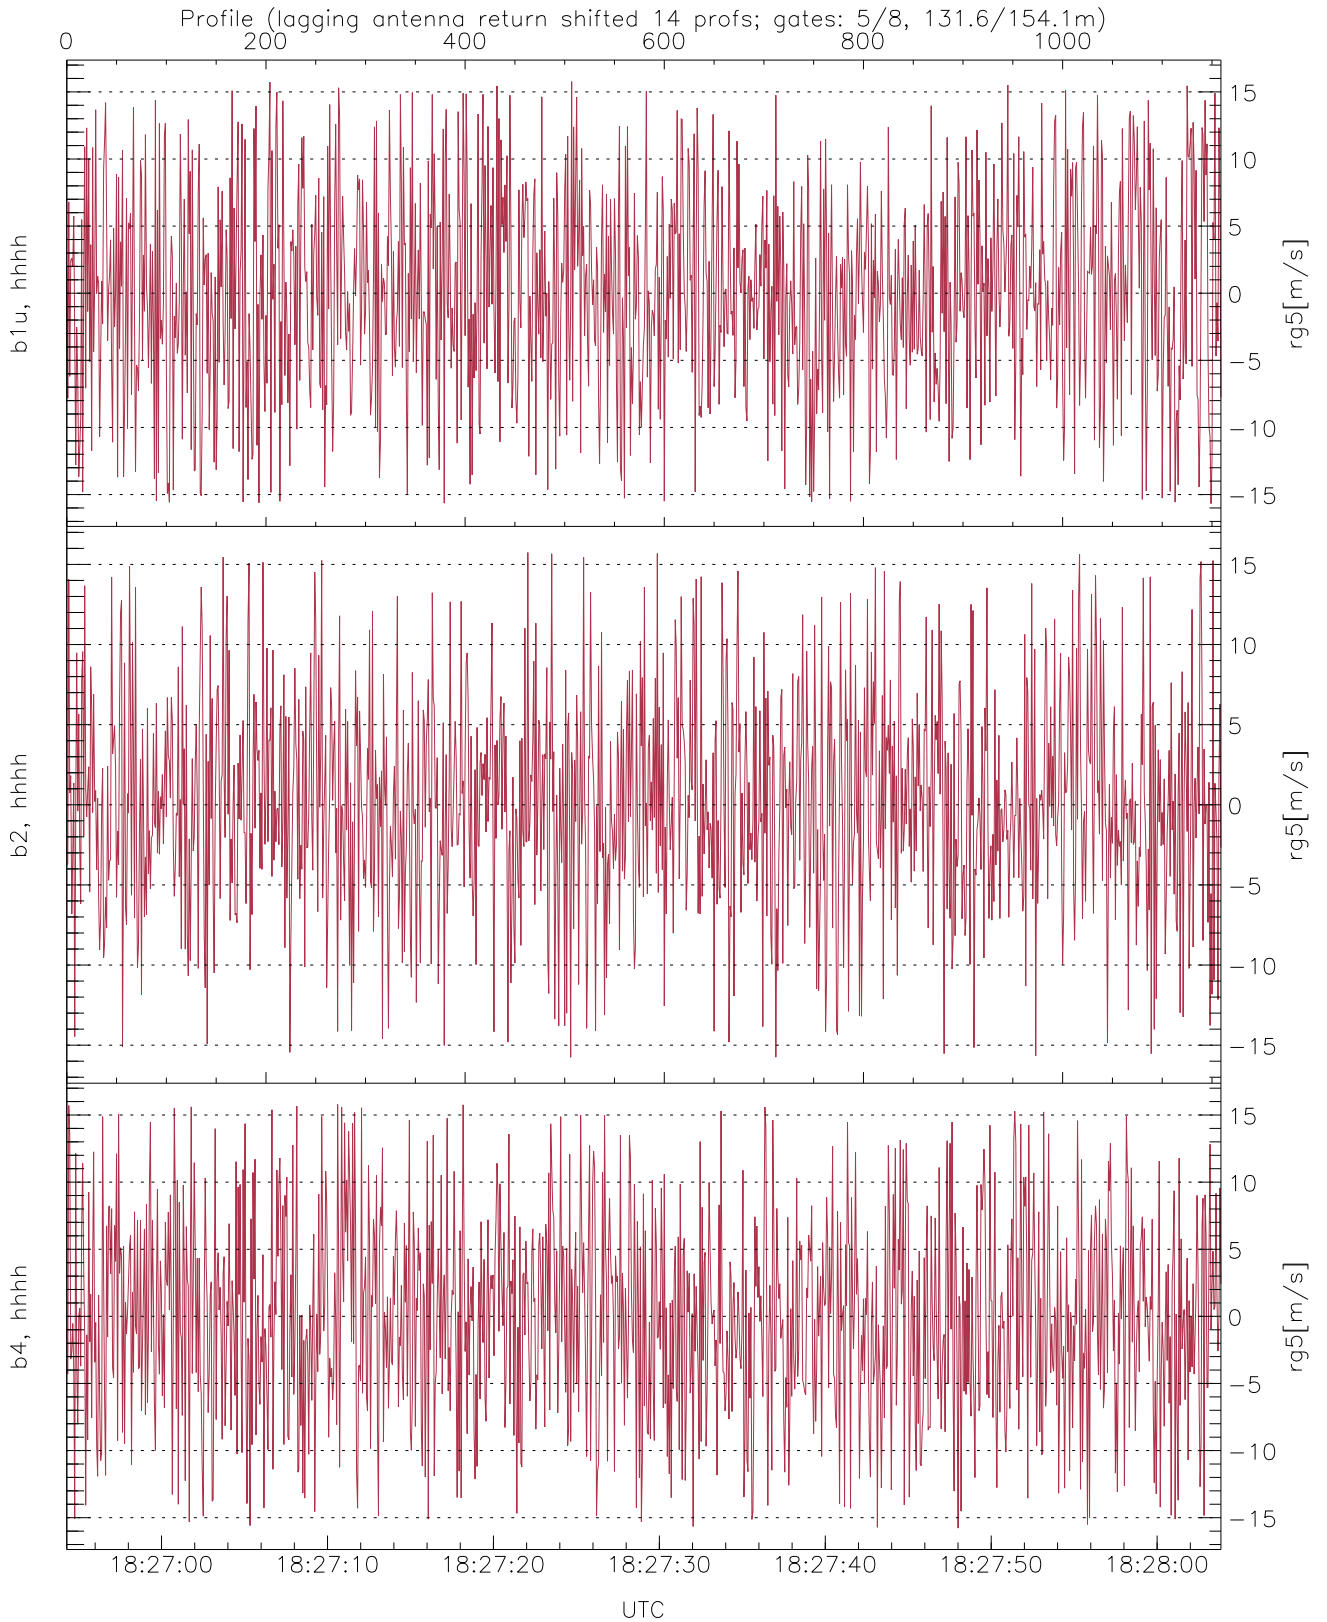 Profile (lagging antenna return shifted 14 profs; gates: 5/8, 131.6/154.1m)
0 200 400 600 800 1000
b1u, hhhh
15
10
5
0
−5
−10
−15
rg5[m/s]
b2, hhhh
15
10
5
0
−5
−10
−15
rg5[m/s]
b4, hhhh
15
10
5
0
−5
−10
−15
rg5[m/s]
18:27:00 18:27:10 18:27:20 18:27:30 18:27:40 18:27:50 18:28:00
UTC